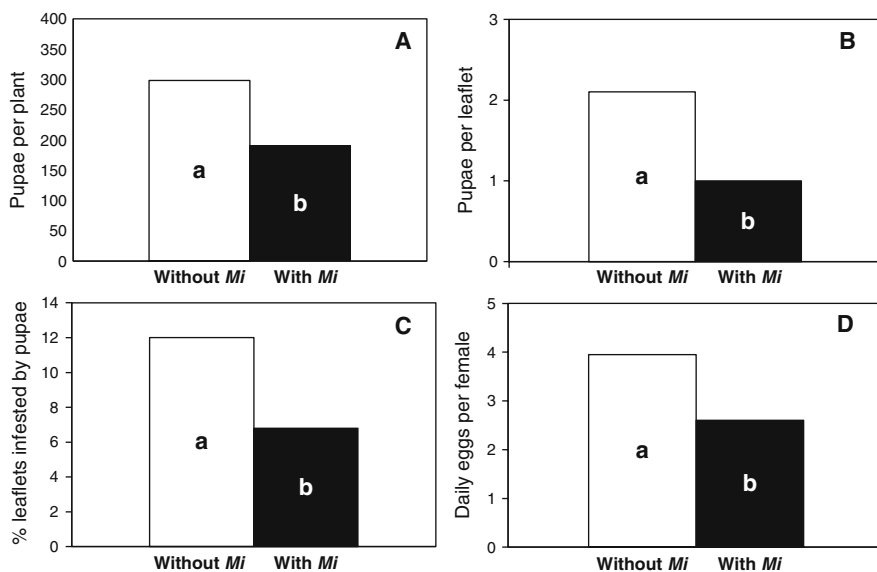 A
Pupae per plant
400
350
300
250
200
150
100
50
0
a
b
Without Mi With Mi
B
Pupae per leaflet
3
2
1
0
a
b
Without Mi With Mi
C
% leaflets infested by pupae
14
12
10
8
6
4
2
0
a
b
Without Mi With Mi
D
Daily eggs per female
5
4
3
2
1
0
a
b
Without Mi With Mi